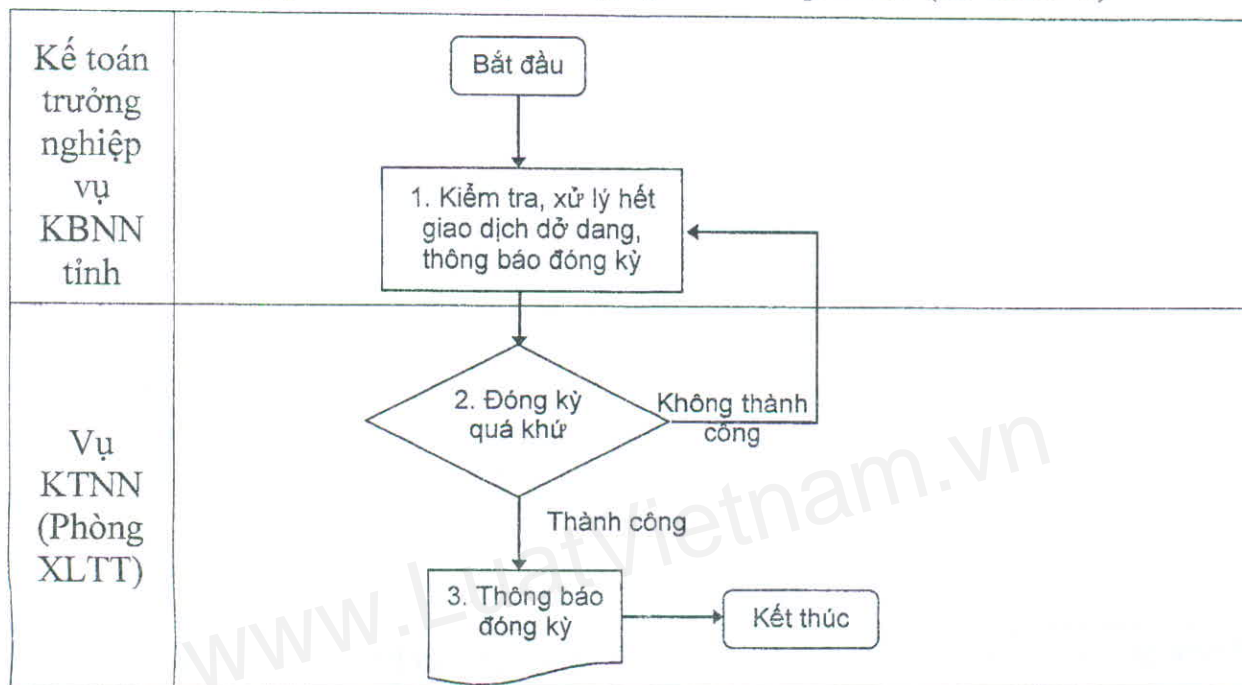 Kế toán
trưởng
nghiệp
vụ
KBNN
tỉnh
Bắt đầu
1. Kiểm tra, xử lý hết
giao dịch dở dang,
thông báo đóng kỳ
Vụ
KTNN
(Phòng
XLTT)
2. Đóng kỳ
quá khứ
Không thành
công
Thành công
3. Thông báo
đóng kỳ
Kết thúc
www.LuatVietnam.vn